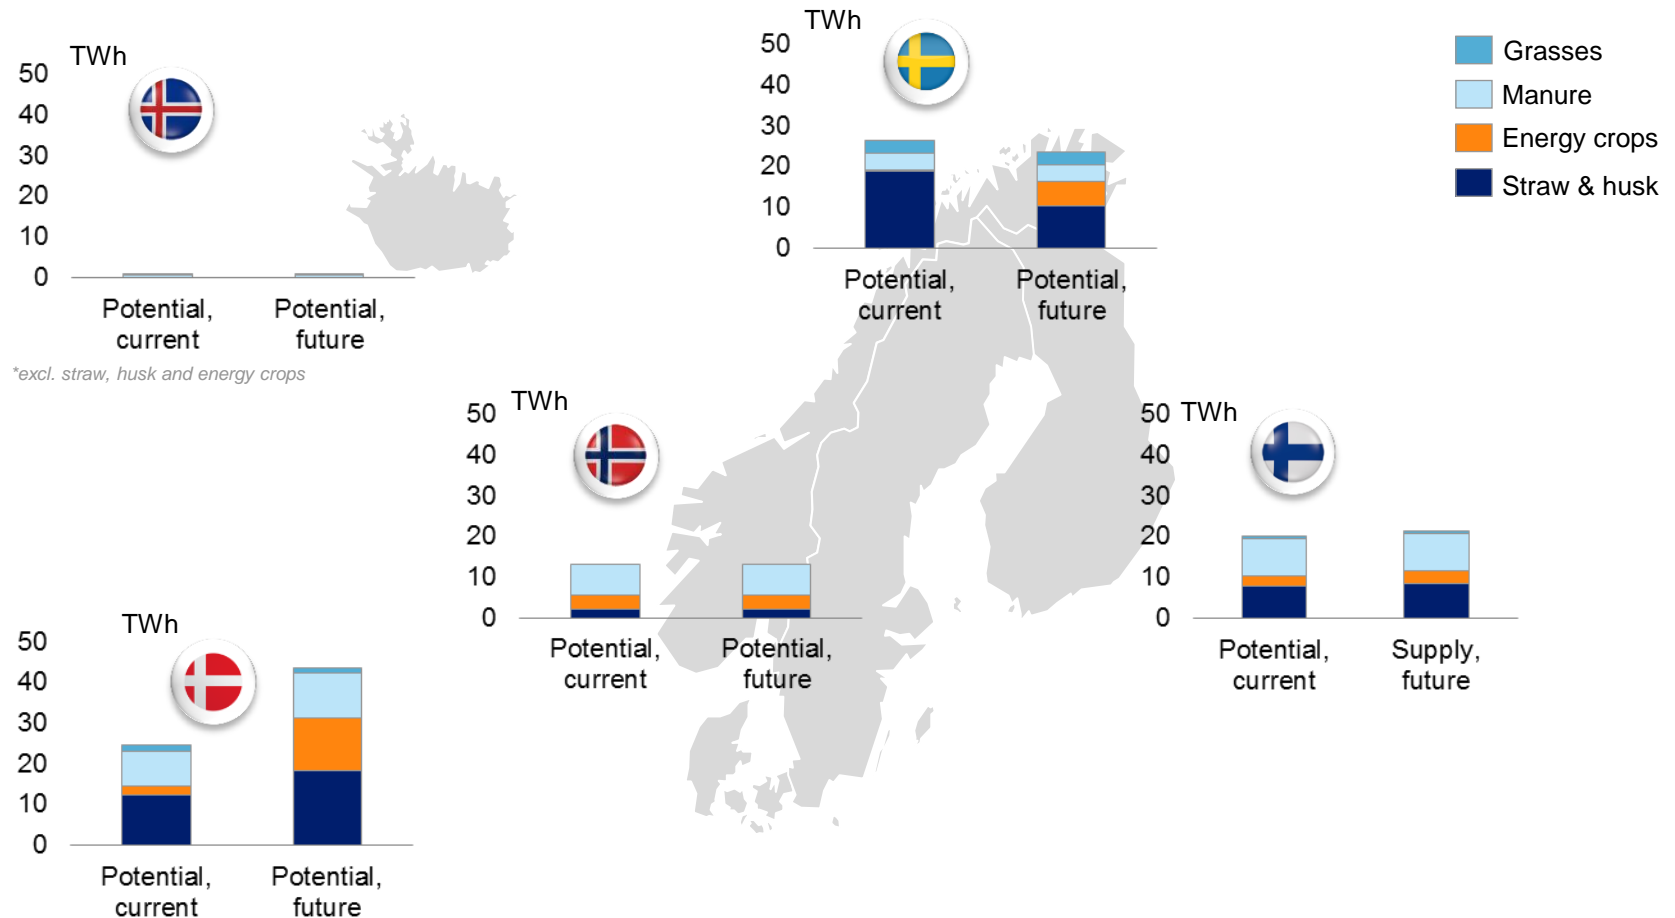 TWh
50
40
30
20
10
0
Potential,
current
Potential,
future
*excl. straw, husk and energy crops
TWh
50
40
30
20
10
0
Potential,
current
Potential,
future
Grasses
Manure
Energy crops
Straw & husk
TWh
50
40
30
20
10
0
Potential,
current
Potential,
future
TWh
50
40
30
20
10
0
Potential,
current
Supply,
future
TWh
50
40
30
20
10
0
Potential,
current
Potential,
future